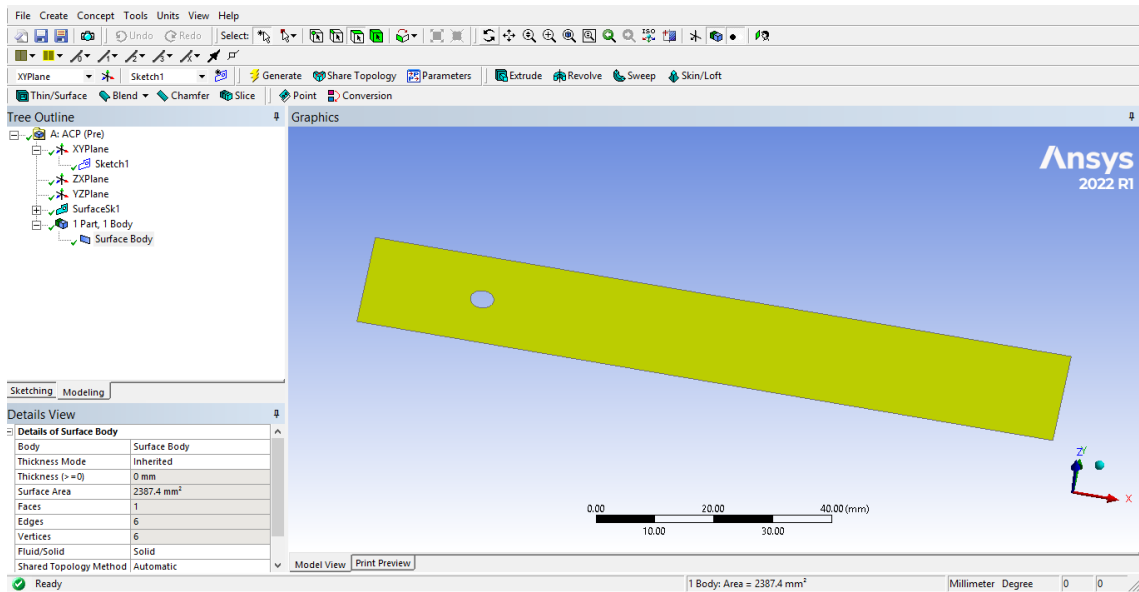 File Create Concept Tools Units View Help
Undo Redo Select:
XYPlane Sketch1 Generate Share Topology Parameters Extrude Revolve Sweep Skin/Loft
Thin/Surface Blend Chamfer Slice Point Conversion
Tree Outline
A: ACP (Pre)
XYPlane
Sketch1
ZXPlane
YZPlane
SurfaceSk1
1 Part, 1 Body
Surface Body
Sketching Modeling
Details View
Details of Surface Body
Body Surface Body
Thickness Mode Inherited
Thickness (>=0) 0 mm
Surface Area 2387.4 mm²
Faces 1
Edges 6
Vertices 6
Fluid/Solid Solid
Shared Topology Method Automatic
Graphics
Ansys
2022 R1
Z Y
X
0.00 20.00 40.00 (mm)
10.00 30.00
Model View Print Preview
Ready 1 Body: Area = 2387.4 mm² Millimeter Degree 0 0